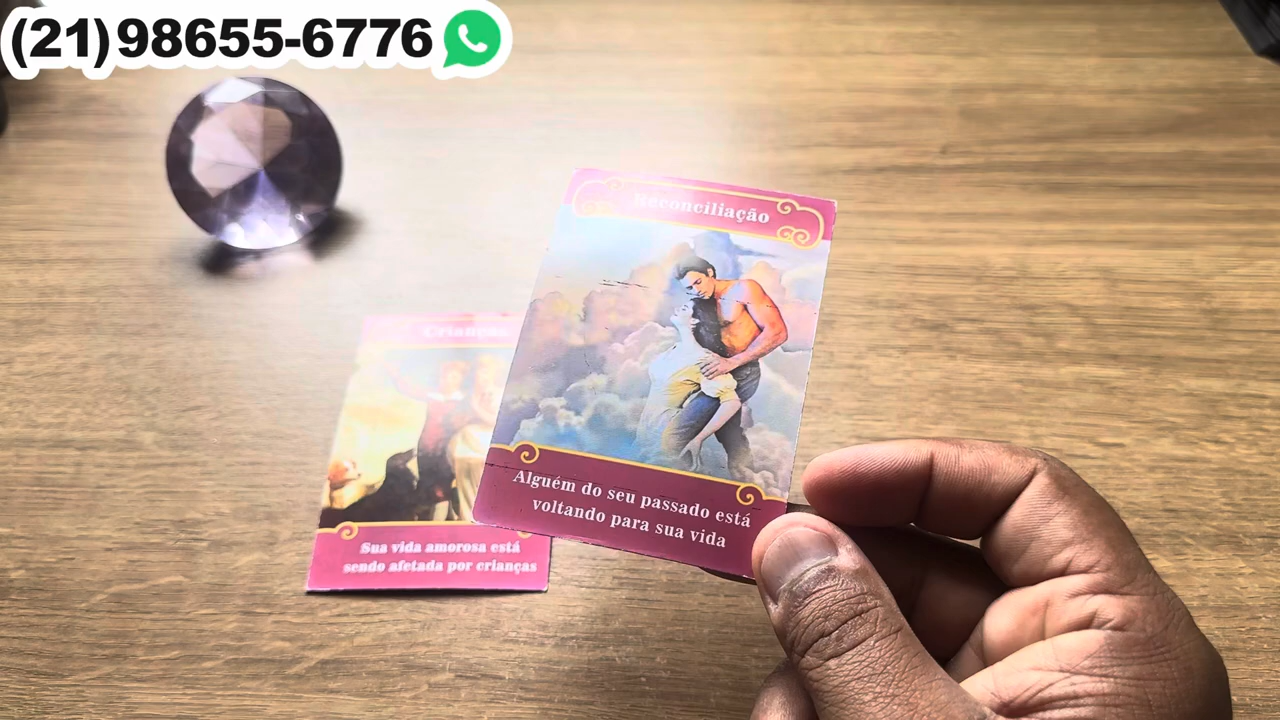 (21)98655-6776
Reconciliação
Alguém do seu passado está
voltando para sua vida
Crianças
Sua vida amorosa está
sendo afetada por crianças